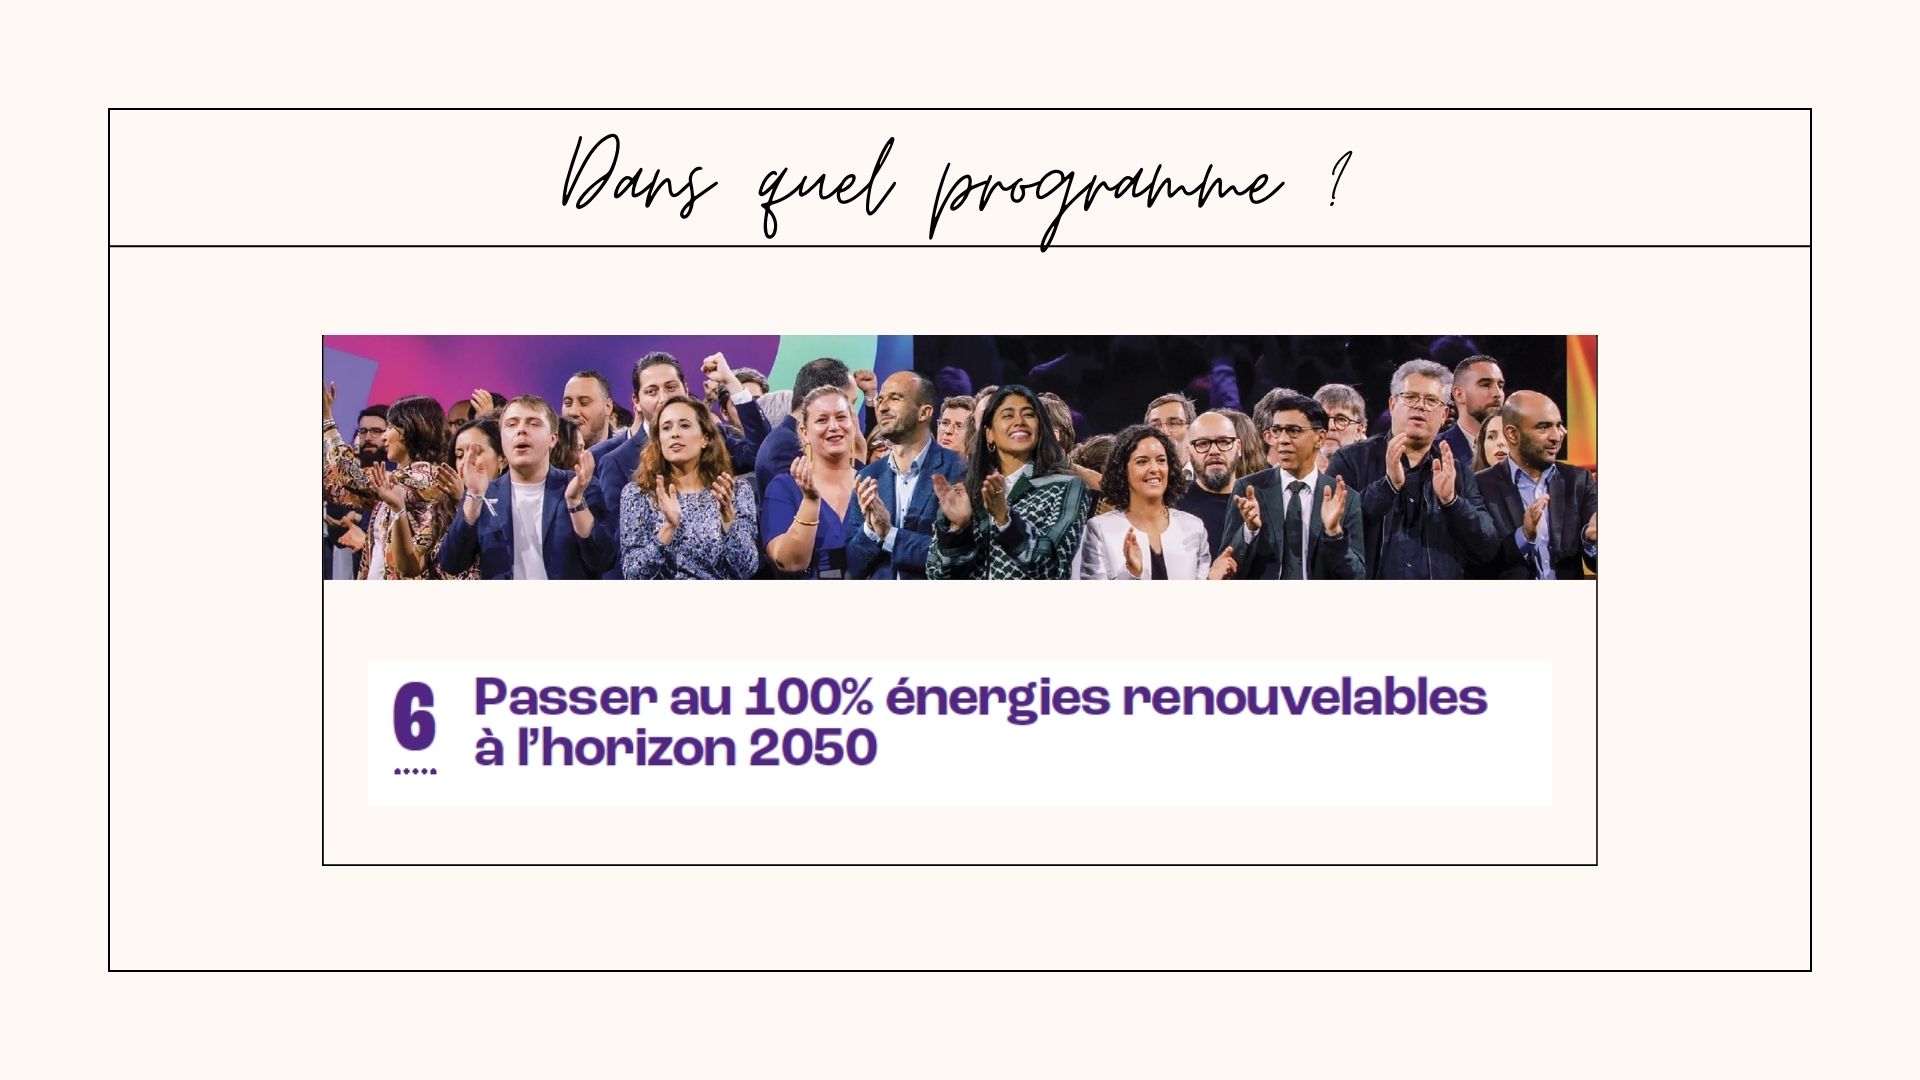 Dans quel programme ?
6 Passer au 100% énergies renouvelables
à l’horizon 2050